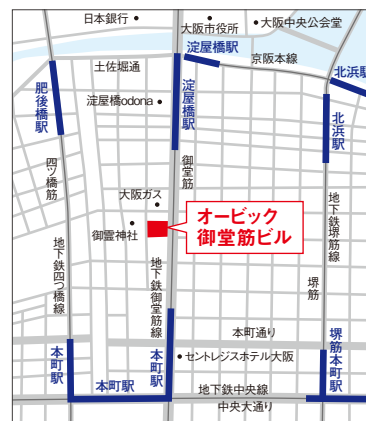 日本銀行
大阪市役所
大阪中央公会堂
淀屋橋駅
京阪本線
北浜駅
土佐堀通
肥後橋駅
淀屋橋odona
淀屋橋駅
北浜駅
四ツ橋筋
御堂筋
大阪ガス
オービック
御堂筋ビル
御霊神社
地下鉄四つ橋線
地下鉄御堂筋線
地下鉄堺筋線
堺筋
本町通り
本町駅
本町駅
セントレジスホテル大阪
堺筋本町駅
本町駅
地下鉄中央線
中央大通り